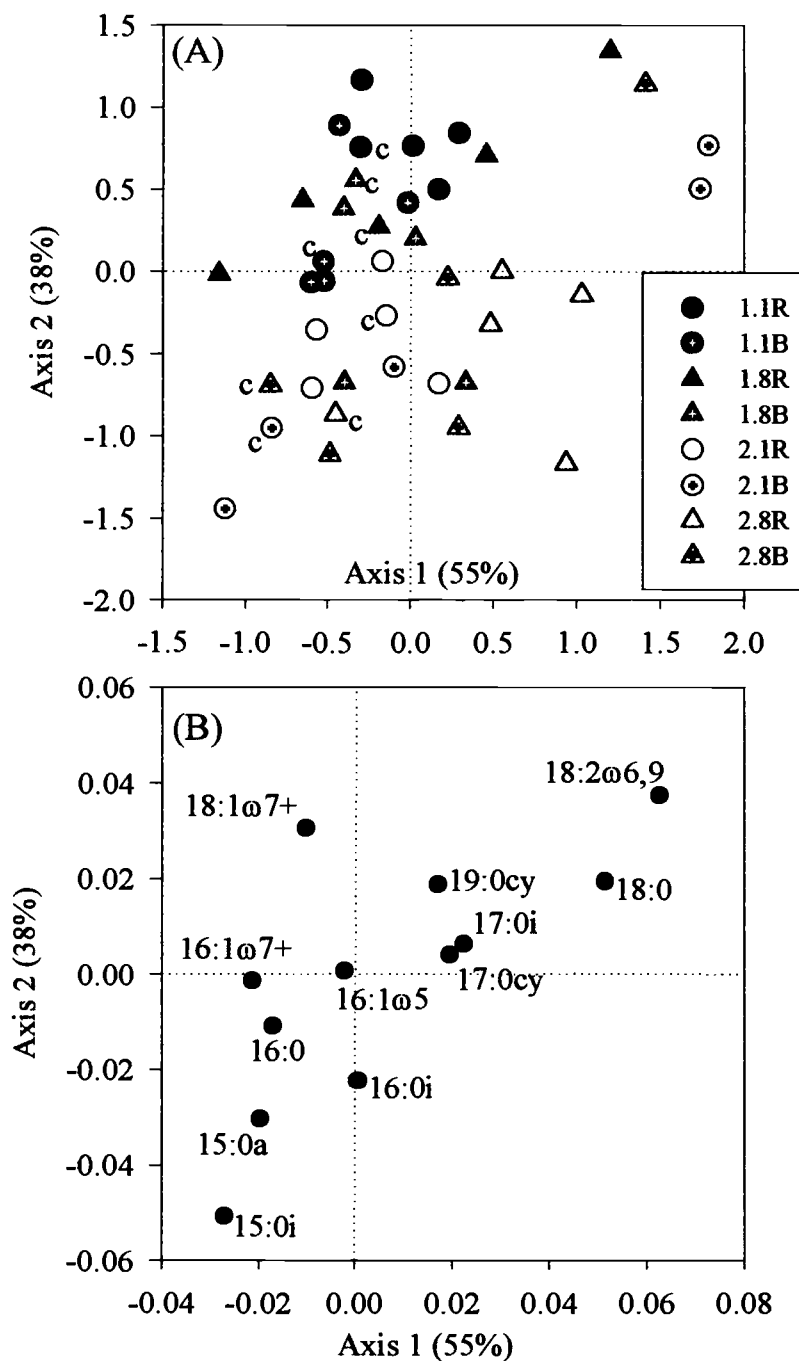 (A)
1.5
1.0
0.5
0.0
-0.5
-1.0
-1.5
-2.0
Axis 2 (38%)
c
c
c
c
c
c
c
c
Axis 1 (55%)
-1.5 -1.0 -0.5 0.0 0.5 1.0 1.5 2.0
1.1R
1.1B
1.8R
1.8B
2.1R
2.1B
2.8R
2.8B
(B)
0.06
0.04
0.02
0.00
-0.02
-0.04
-0.06
Axis 2 (38%)
18:2ω6,9
18:1ω7+
19:0cy
18:0
17:0i
16:1ω7+
17:0cy
16:1ω5
16:0
16:0i
15:0a
15:0i
-0.04 -0.02 0.00 0.02 0.04 0.06 0.08
Axis 1 (55%)